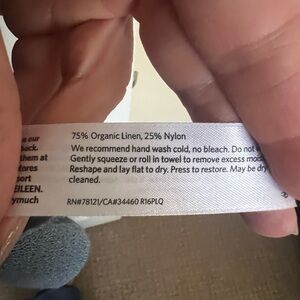 75% Organic Linen, 25% Nylon
our
We recommend hand wash cold, no bleach. Do not
back.
Gently squeeze or roll in towel to remove excess
them at
Reshape and lay flat to dry. Press to restore. May be dry
cleaned.
EILEEN.
RN#78121/CA#34460 R16PLQ